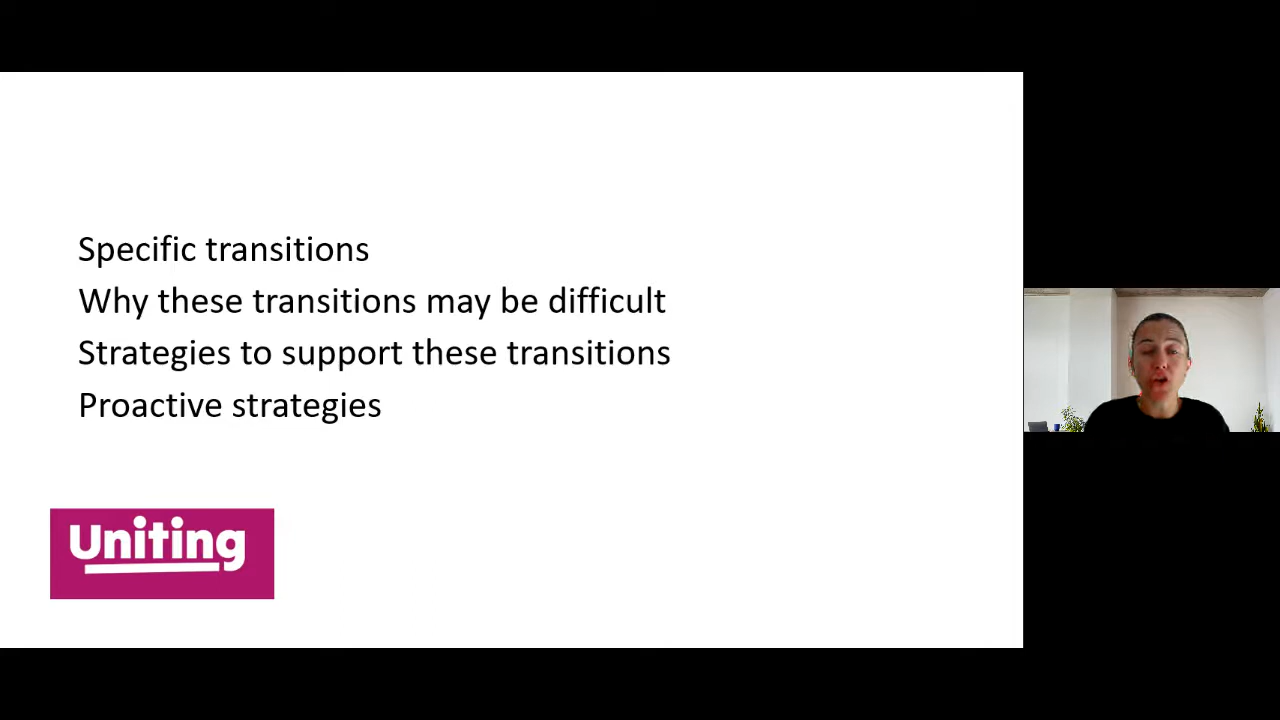 Specific transitions
Why these transitions may be difficult
Strategies to support these transitions
Proactive strategies
Uniting